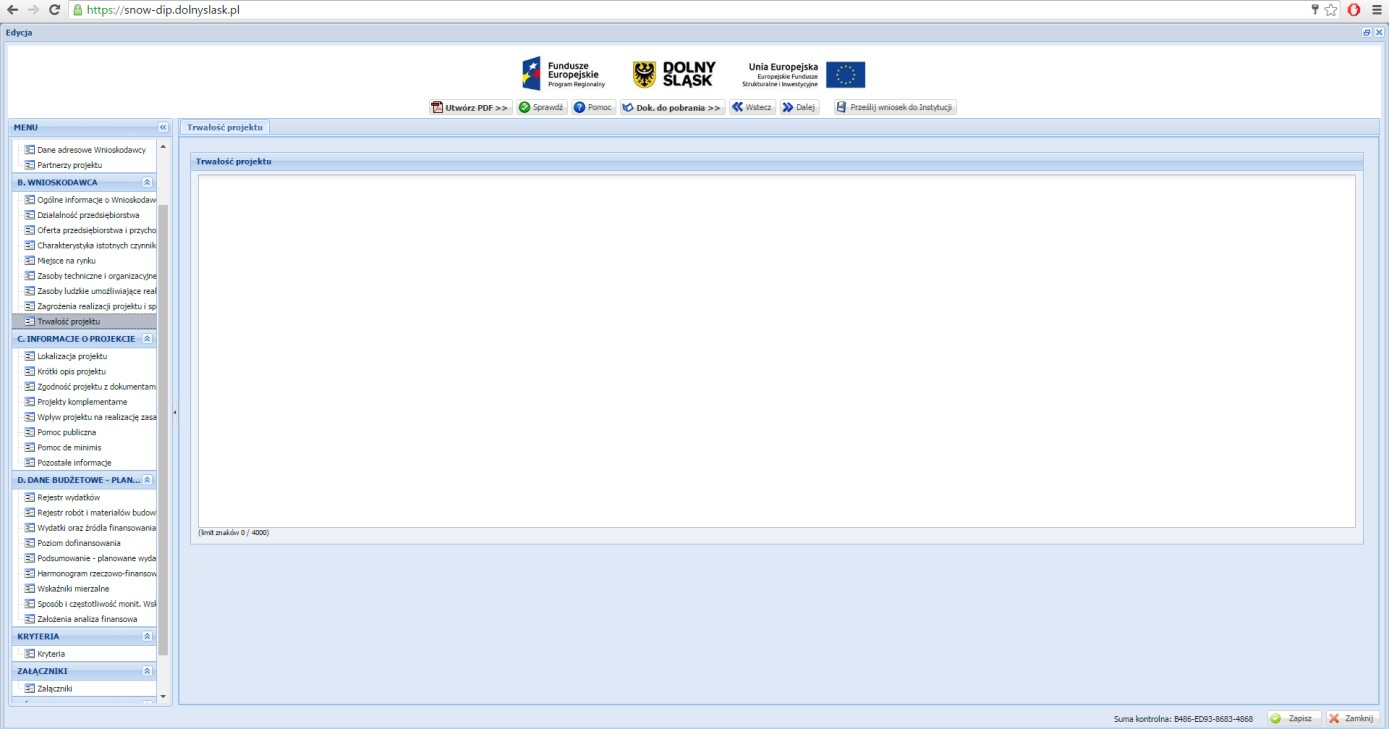 https://snow-dip.dolnyslask.pl
Edycja
Fundusze
Europejskie
Program Regionalny
DOLNY
ŚLĄSK
Unia Europejska
Europejskie Fundusze
Strukturalne i Inwestycyjne
Utwórz PDF >> Sprawdź Pomoc Dok. do pobrania >> Wstecz Dalej Prześlij wniosek do Instytucji
MENU
Trwałość projektu
Dane adresowe Wnioskodawcy
Partnerzy projektu
B. WNIOSKODAWCA
Ogólne informacje o Wnioskodaw
Działalność przedsiębiorstwa
Oferta przedsiębiorstwa i przycho
Charakterystyka istotnych czynnik
Miejsce na rynku
Zasoby techniczne i organizacyjne
Zasoby ludzkie umożliwiające real
Zagrożenia realizacji projektu i sp
Trwałość projektu
C. INFORMACJE O PROJEKCIE
Lokalizacja projektu
Krótki opis projektu
Zgodność projektu z dokumentam
Projekty komplementarne
Wpływ projektu na realizację zasa
Pomoc publiczna
Pomoc de minimis
Pozostałe informacje
D. DANE BUDŻETOWE - PLAN...
Rejestr wydatków
Rejestr robót i materiałów budow
Wydatki oraz źródła finansowania
Poziom dofinansowania
Podsumowanie - planowane wyda
Harmonogram rzeczowo-finansow
Wskaźniki mierzalne
Sposób i częstotliwość monit. Wsk
Założenia analiza finansowa
KRYTERIA
Kryteria
ZAŁĄCZNIKI
Załączniki
Trwałość projektu
(limit znaków 0 / 4000)
Suma kontrolna: B486-ED93-8683-4868 Zapisz Zamknij